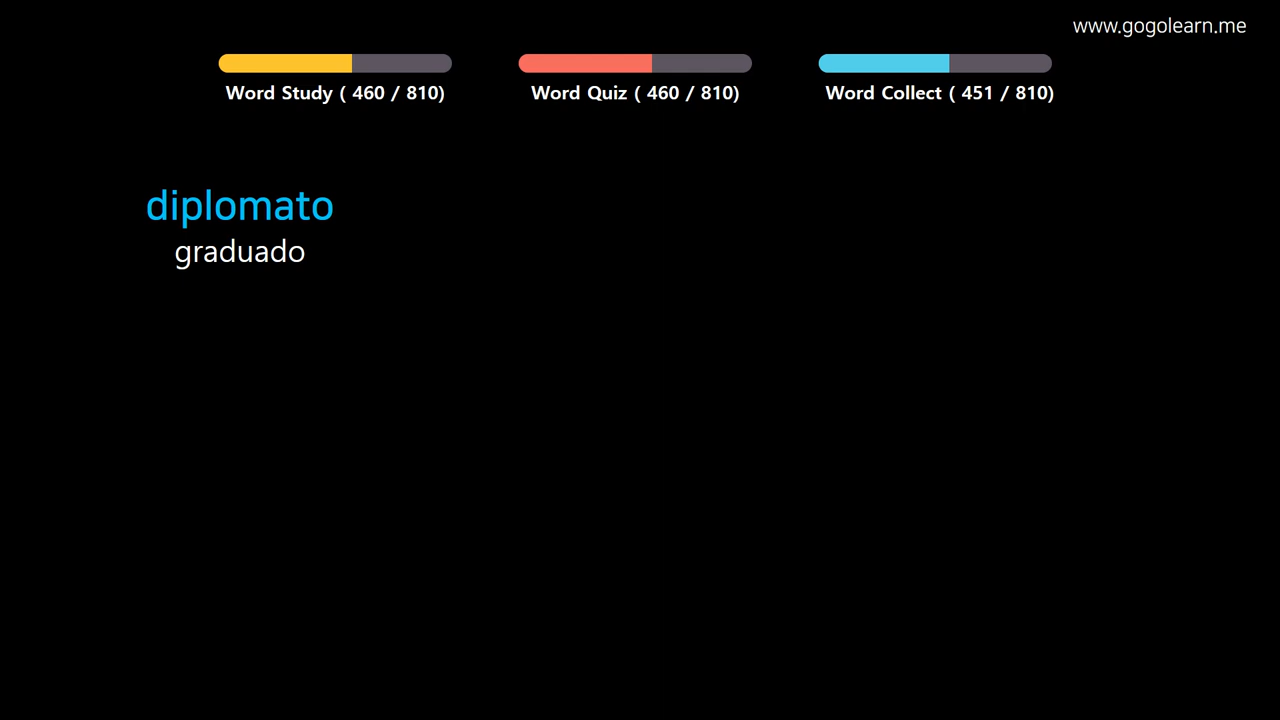 www.gogolearn.me
Word Study ( 460 / 810)
Word Quiz ( 460 / 810)
Word Collect ( 451 / 810)
diplomato
graduado